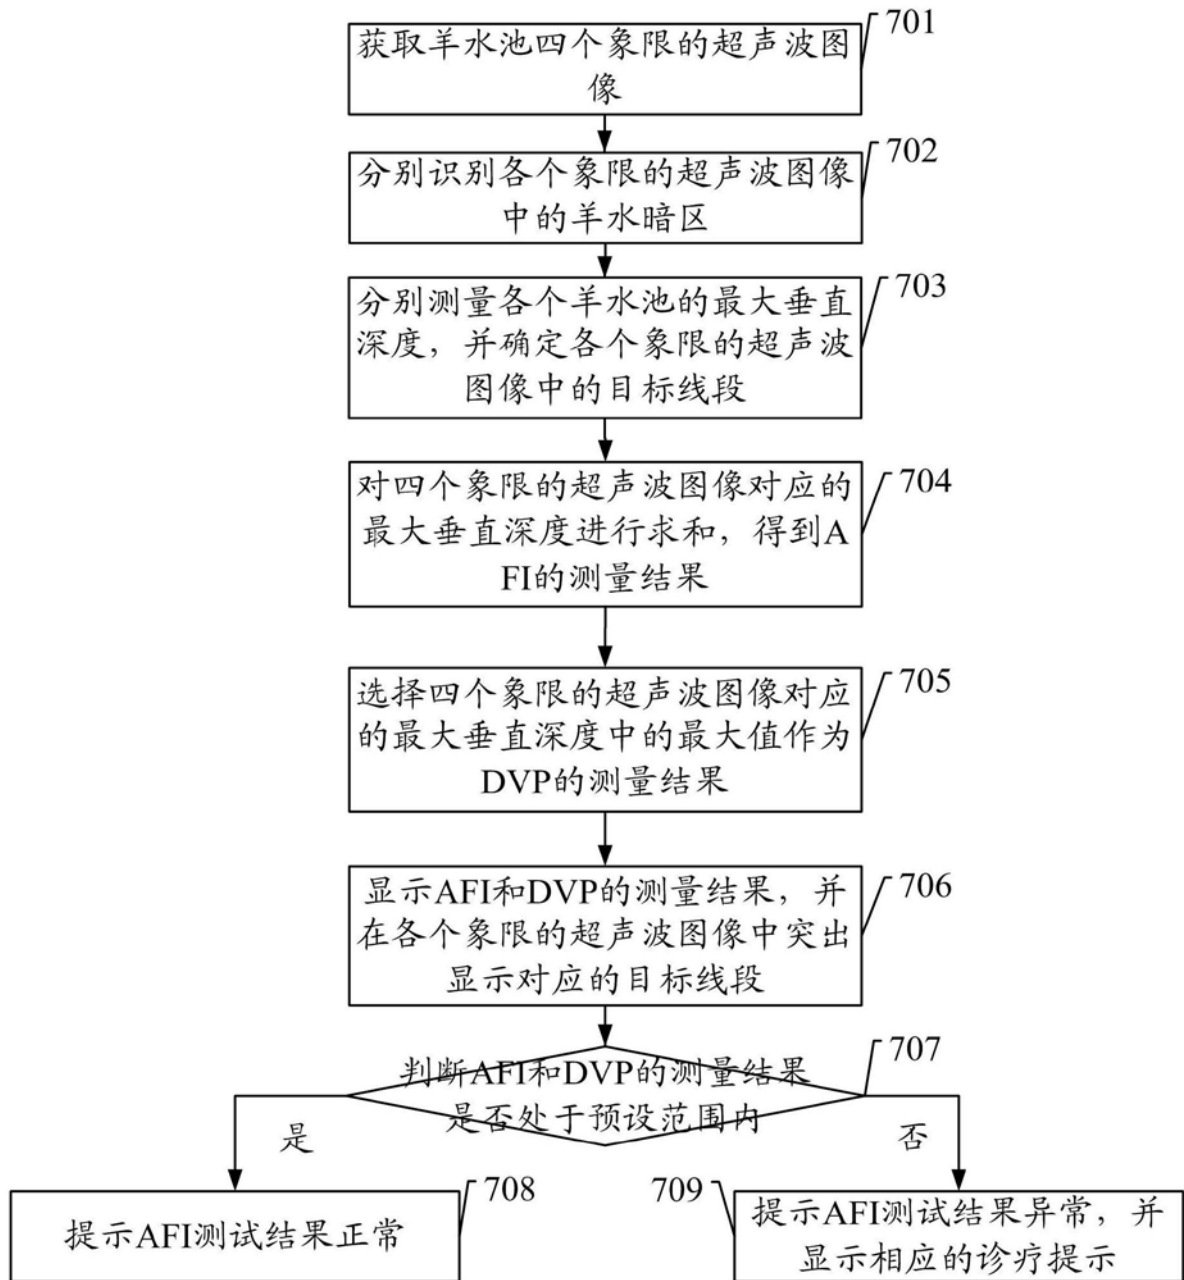 701
获取羊水池四个象限的超声波图
像
702
分别识别各个象限的超声波图像
中的羊水暗区
703
分别测量各个羊水池的最大垂直
深度，并确定各个象限的超声波
图像中的目标线段
704
对四个象限的超声波图像对应的
最大垂直深度进行求和，得到A
FI的测量结果
705
选择四个象限的超声波图像对应
的最大垂直深度中的最大值作为
DVP的测量结果
706
显示AFI和DVP的测量结果，并
在各个象限的超声波图像中突出
显示对应的目标线段
707
判断AFI和DVP的测量结果
是否处于预设范围内
是
否
708
提示AFI测试结果正常
709
提示AFI测试结果异常，并
显示相应的诊疗提示